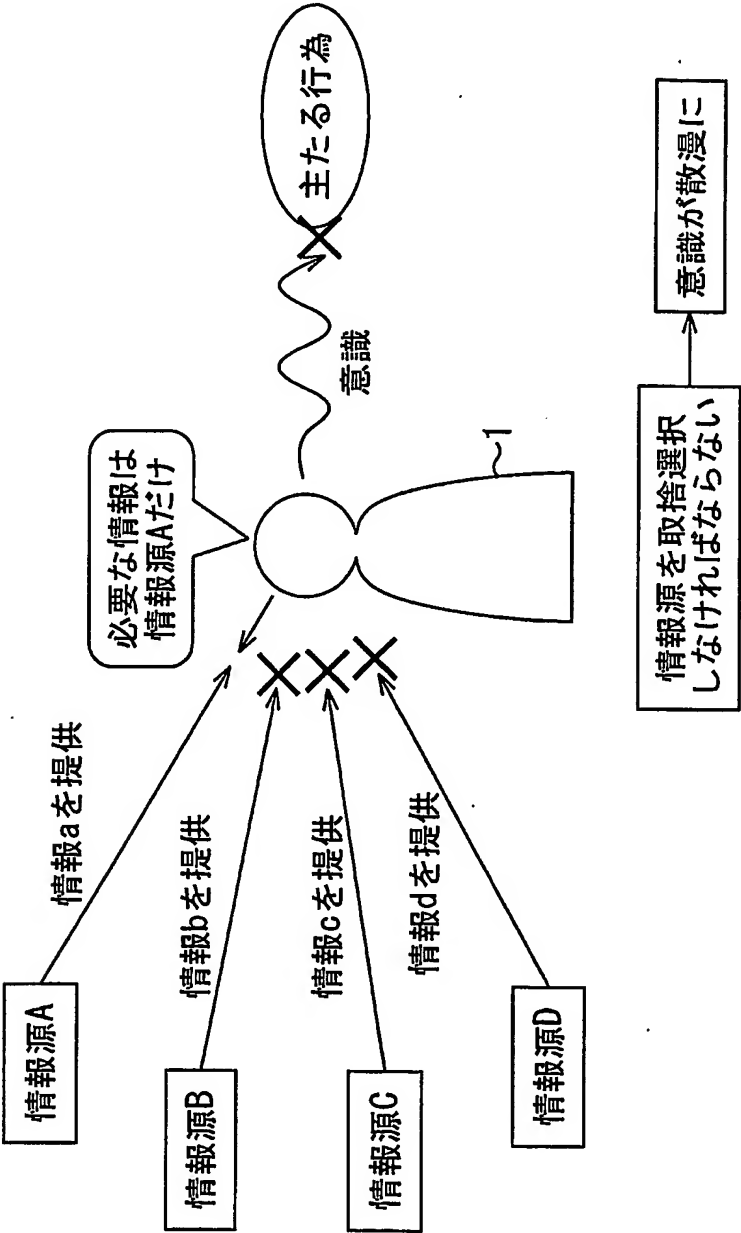 情報源A
情報源B
情報源C
情報源D
情報aを提供
情報bを提供
情報cを提供
情報dを提供
必要な情報は
情報源Aだけ
1
意識
主たる行為
情報源を取捨選択
しなければならない
意識が散漫に